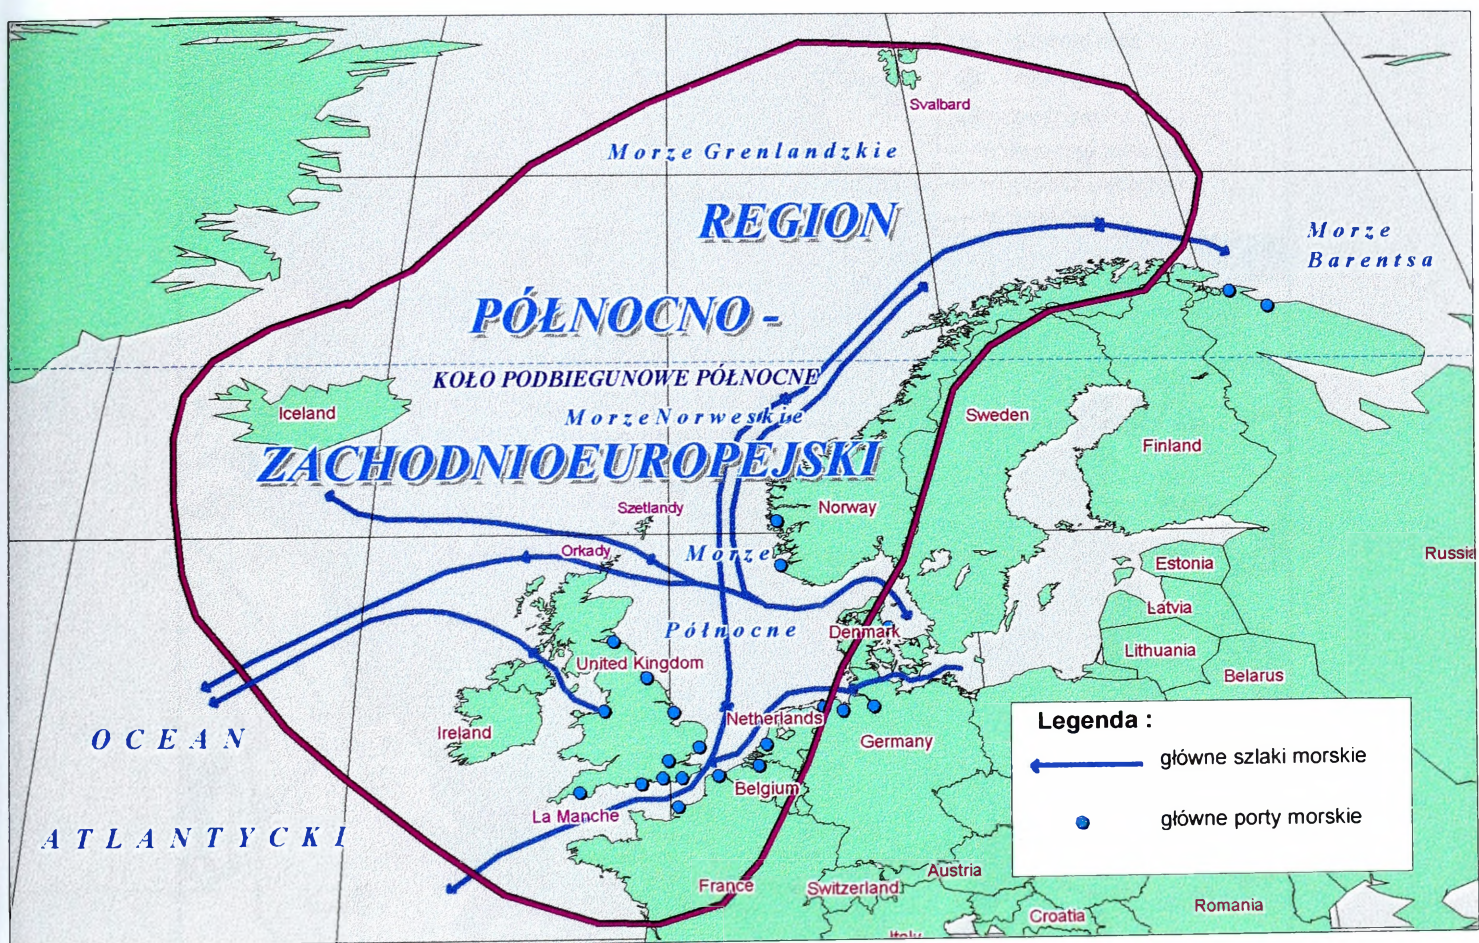 Svalbard
Morze Grenlandzkie
REGION
Morze
Barentsa
PÓŁNOCNO -
KOŁO PODBIEGUNOWE PÓŁNOCNE
Iceland
Morze Norweskie
Sweden
Finland
ZACHODNIOEUROPEJSKI
Szetlandy
Norway
Orkady
Morze
Estonia
Russia
Latvia
Północne
Denmark
Lithuania
United Kingdom
Belarus
Ireland
Netherlands
Germany
OCEAN
Legenda :
główne szlaki morskie
Belgium
La Manche
główne porty morskie
ATLANTYCKI
Austria
France
Switzerland
Romania
Croatia
Italy